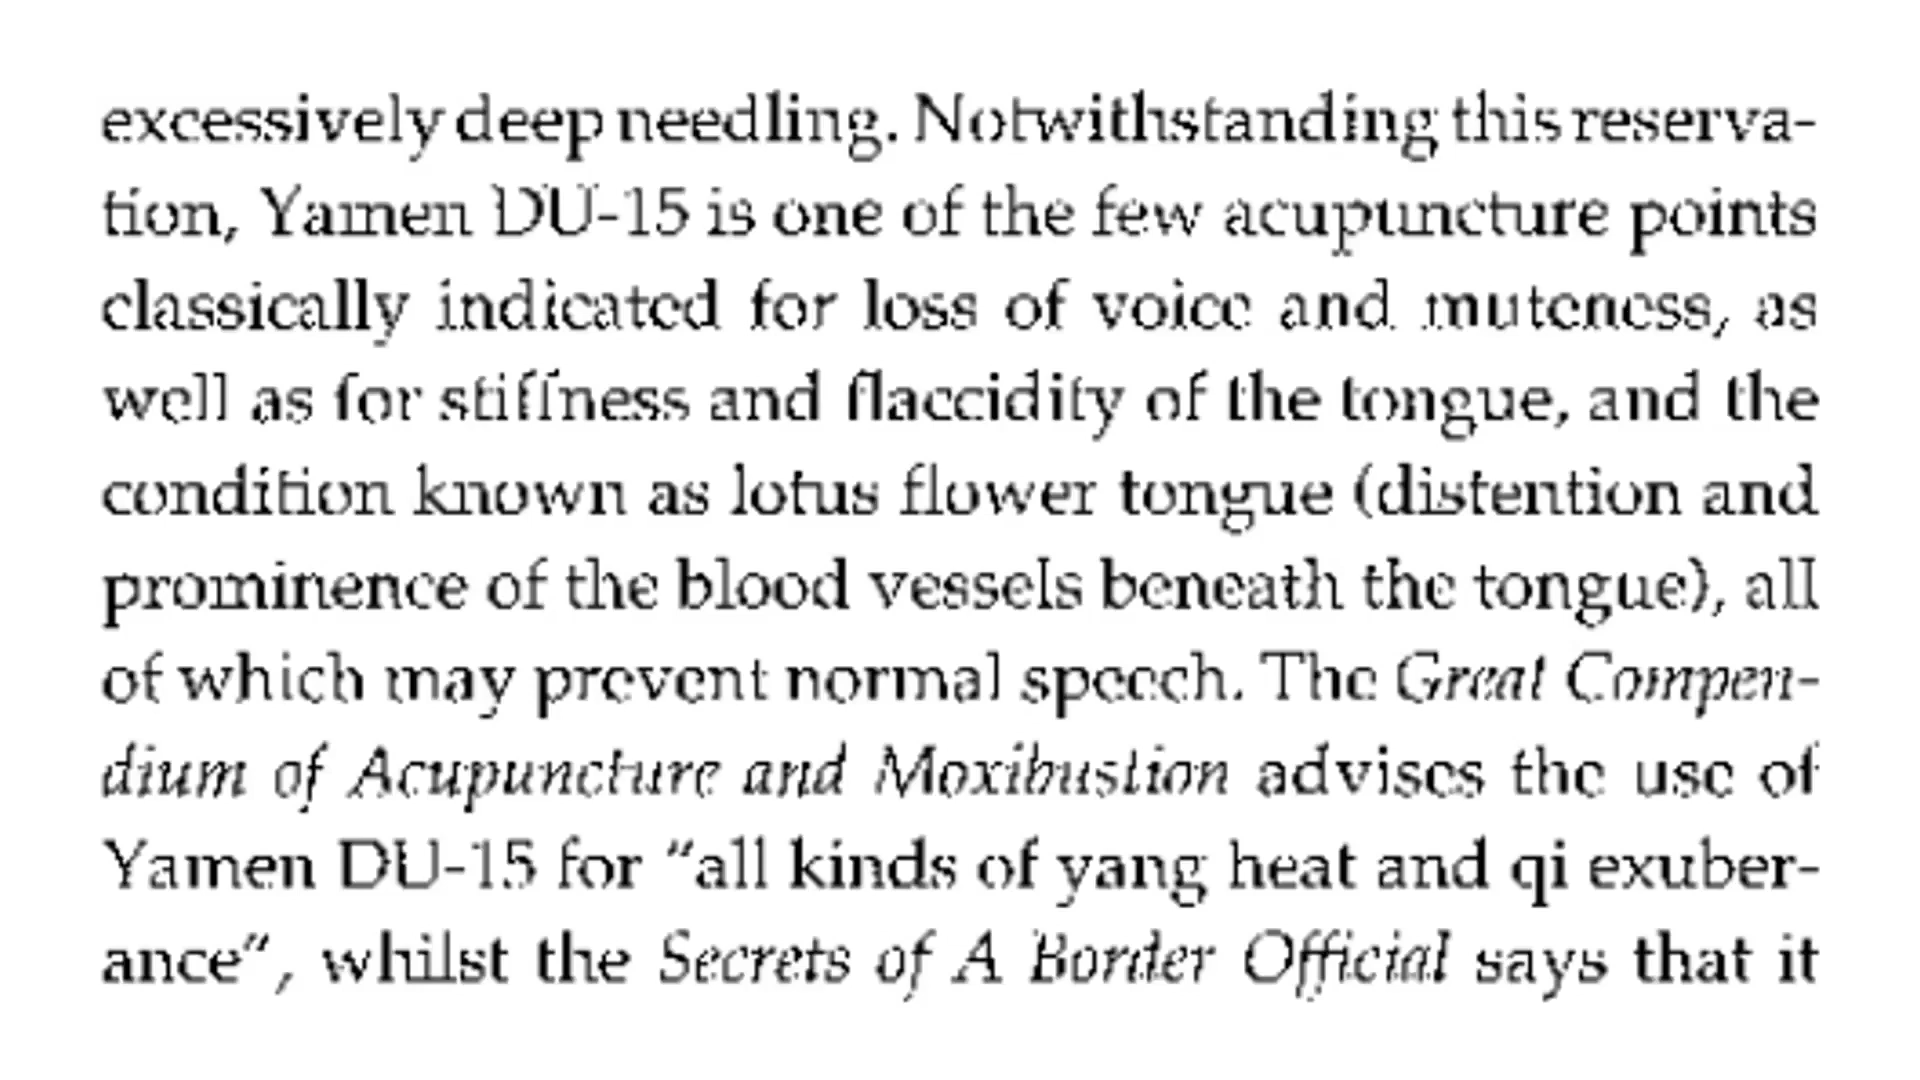 excessively deep needling. Notwithstanding this reserva-
tion, Yamen DU-15 is one of the few acupuncture points
classically indicated for loss of voice and muteness, as
well as for stiffness and flaccidity of the tongue, and the
condition known as lotus flower tongue (distention and
prominence of the blood vessels beneath the tongue), all
of which may prevent normal speech. The Great Compen-
dium of Acupuncture and Moxibustion advises the use of
Yamen DU-15 for "all kinds of yang heat and qi exuber-
ance", whilst the Secrets of A Border Official says that it